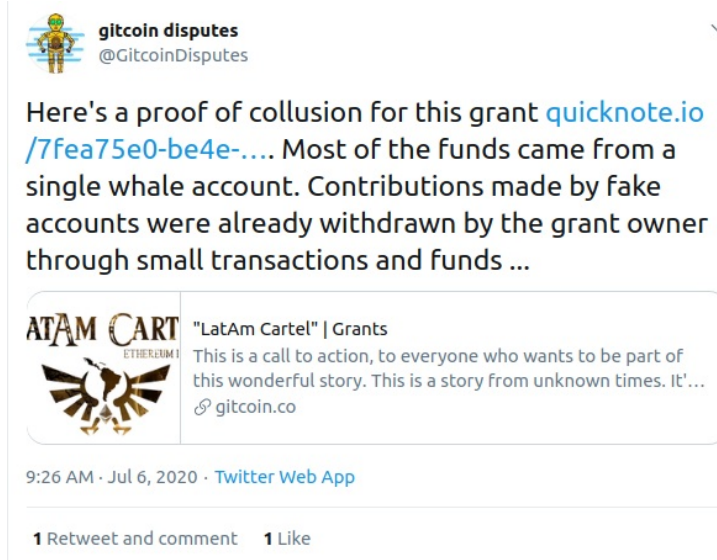 gitcoin disputes
@GitcoinDisputes
Here's a proof of collusion for this grant quicknote.io
/7fea75e0-be4e-.... Most of the funds came from a
single whale account. Contributions made by fake
accounts were already withdrawn by the grant owner
through small transactions and funds ...
ATAM CART
ETHEREUM I
"LatAm Cartel" | Grants
This is a call to action, to everyone who wants to be part of
this wonderful story. This is a story from unknown times. It'...
gitcoin.co
9:26 AM · Jul 6, 2020 · Twitter Web App
1 Retweet and comment 1 Like